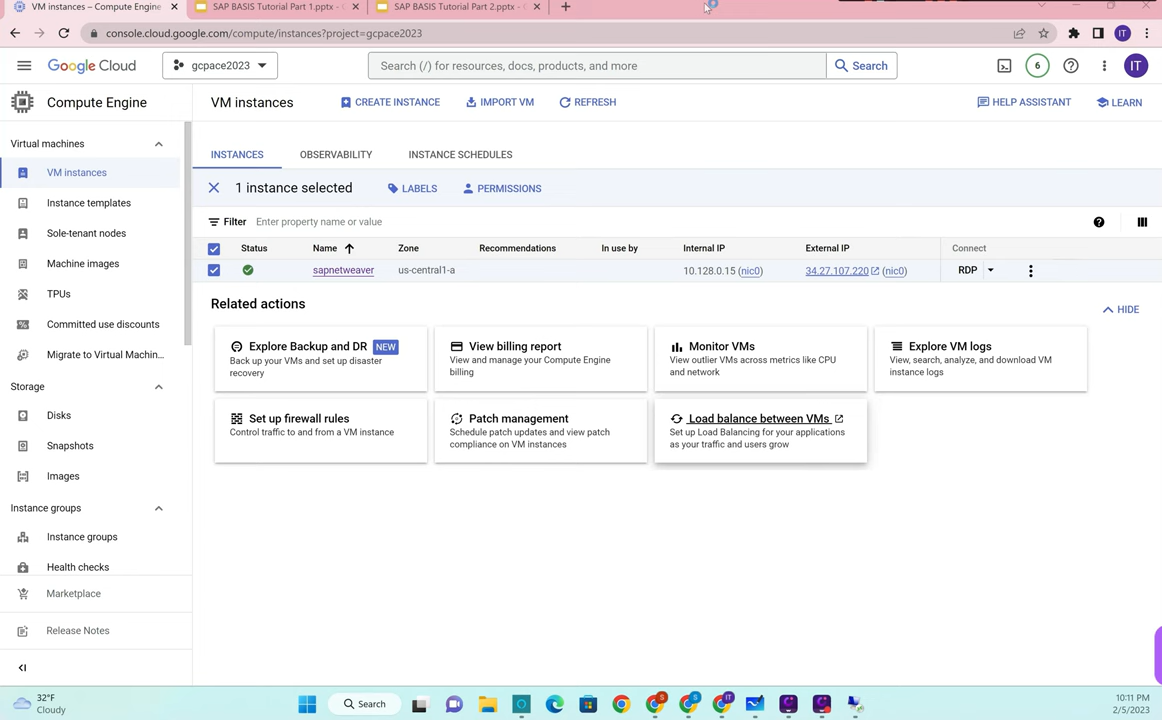 VM instances – Compute Engine
SAP BASIS Tutorial Part 1.pptx -
SAP BASIS Tutorial Part 2.pptx -
console.cloud.google.com/compute/instances?project=gcpace2023
IT
Google Cloud
gcpace2023
Search (/) for resources, docs, products, and more
Search
6
IT
Compute Engine
VM instances
CREATE INSTANCE
IMPORT VM
REFRESH
HELP ASSISTANT
LEARN
Virtual machines
VM instances
Instance templates
Sole-tenant nodes
Machine images
TPUs
Committed use discounts
Migrate to Virtual Machin...
Storage
Disks
Snapshots
Images
Instance groups
Instance groups
Health checks
Marketplace
Release Notes
INSTANCES
OBSERVABILITY
INSTANCE SCHEDULES
1 instance selected
LABELS
PERMISSIONS
Filter
Enter property name or value
Status Name Zone Recommendations In use by Internal IP External IP Connect
sapnetweaver us-central1-a 10.128.0.15 (nic0) 34.27.107.220 (nic0) RDP
Related actions
HIDE
Explore Backup and DR NEW
Back up your VMs and set up disaster
recovery
View billing report
View and manage your Compute Engine
billing
Monitor VMs
View outlier VMs across metrics like CPU
and network
Explore VM logs
View, search, analyze, and download VM
instance logs
Set up firewall rules
Control traffic to and from a VM instance
Patch management
Schedule patch updates and view patch
compliance on VM instances
Load balance between VMs
Set up Load Balancing for your applications
as your traffic and users grow
32°F
Cloudy
Search
S
S
IT
10:11 PM
2/5/2023